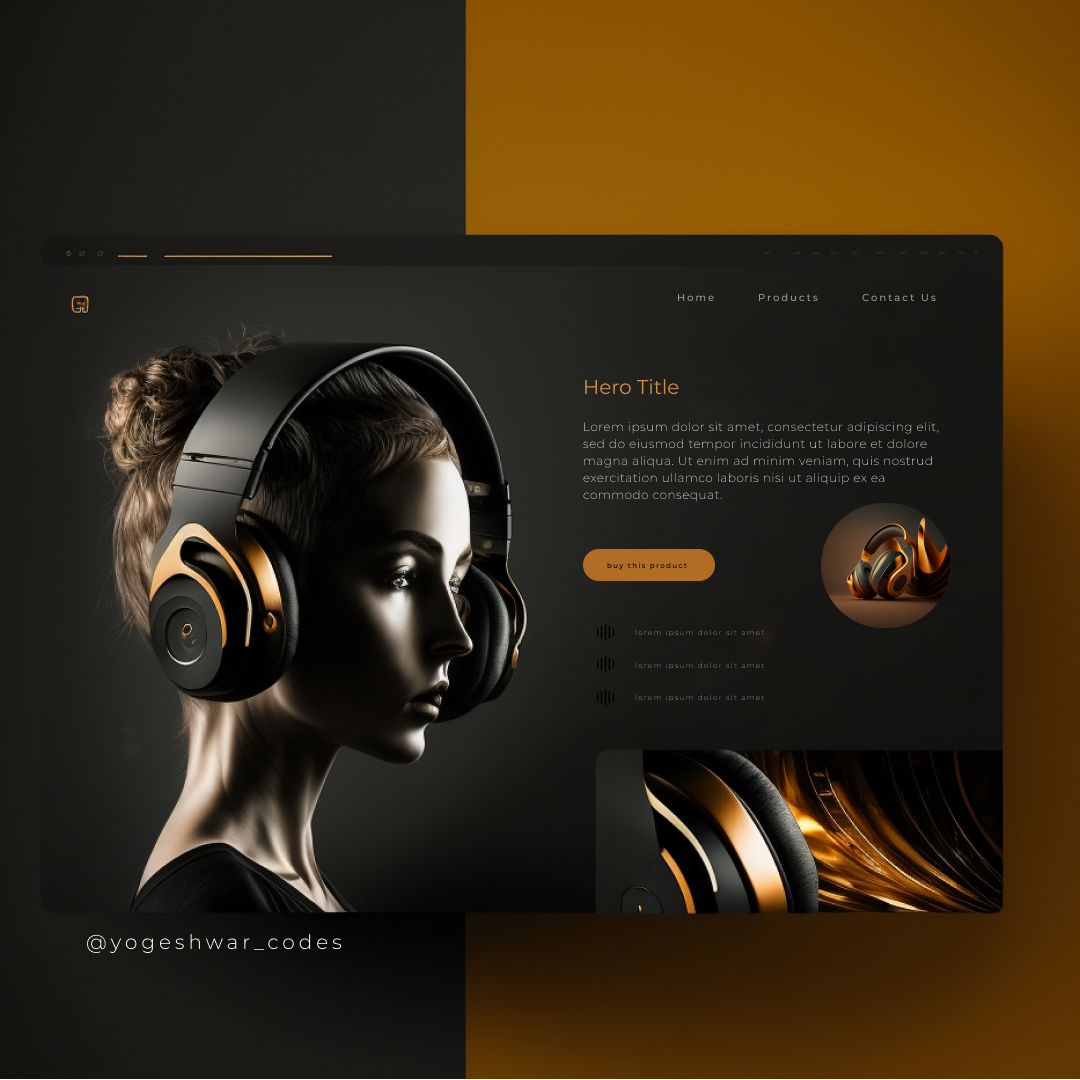 Home Products Contact Us
Hero Title
Lorem ipsum dolor sit amet, consectetur adipiscing elit,
sed do eiusmod tempor incididunt ut labore et dolore
magna aliqua. Ut enim ad minim veniam, quis nostrud
exercitation ullamco laboris nisi ut aliquip ex ea
commodo consequat.
buy this product
lorem ipsum dolor sit amet
lorem ipsum dolor sit amet
lorem ipsum dolor sit amet
@yogeshwar_codes